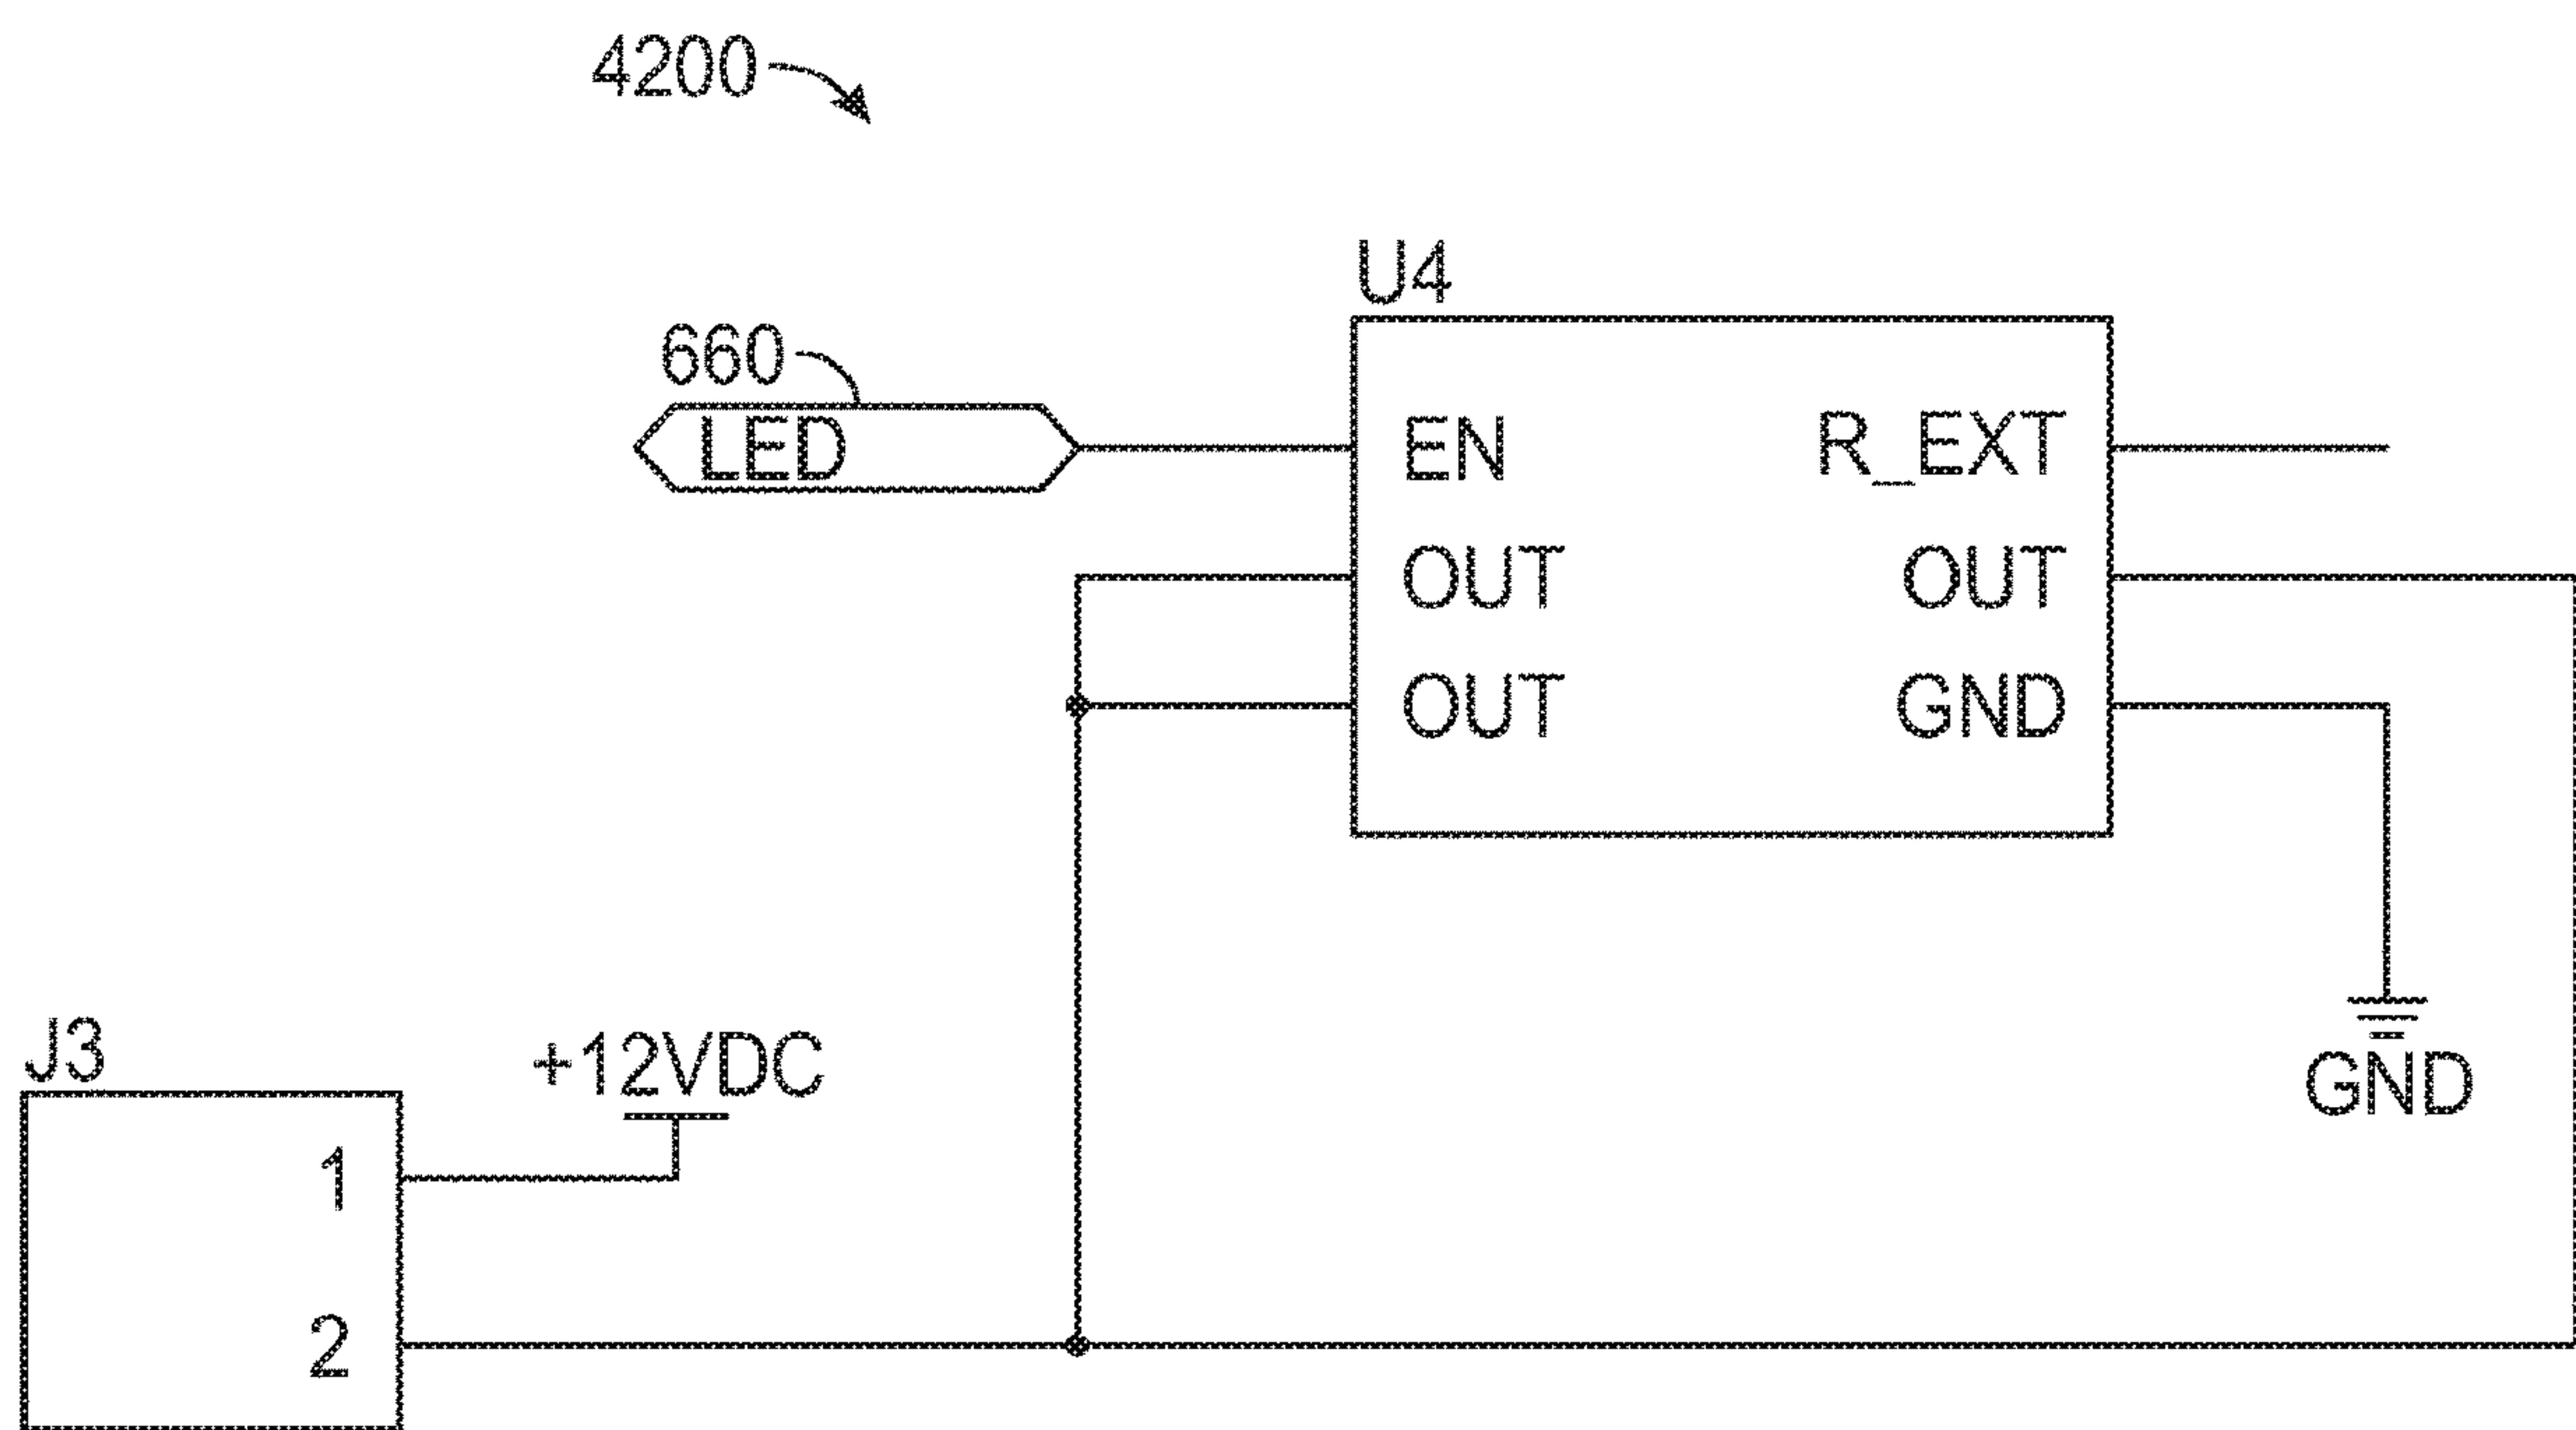 4200
U4
660
LED
EN R_EXT
OUT OUT
OUT GND
J3
+12VDC
GND
1
2